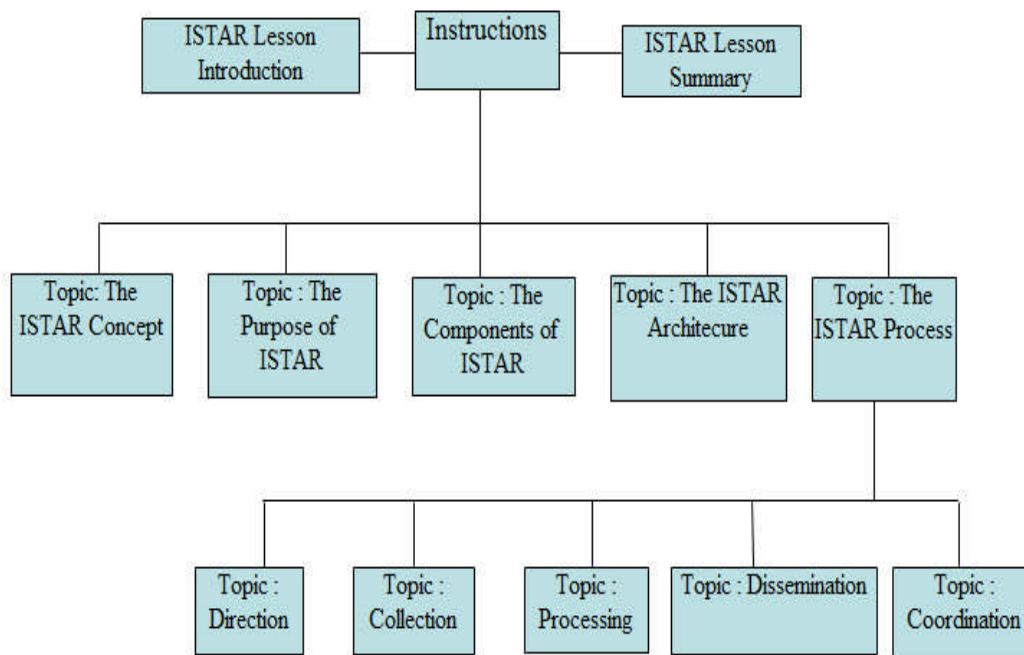 ISTAR Lesson
Introduction
Instructions
ISTAR Lesson
Summary
Topic: The
ISTAR Concept
Topic : The
Purpose of
ISTAR
Topic : The
Components of
ISTAR
Topic : The ISTAR
Architecure
Topic : The
ISTAR Process
Topic :
Direction
Topic :
Collection
Topic :
Processing
Topic : Dissemination
Topic :
Coordination